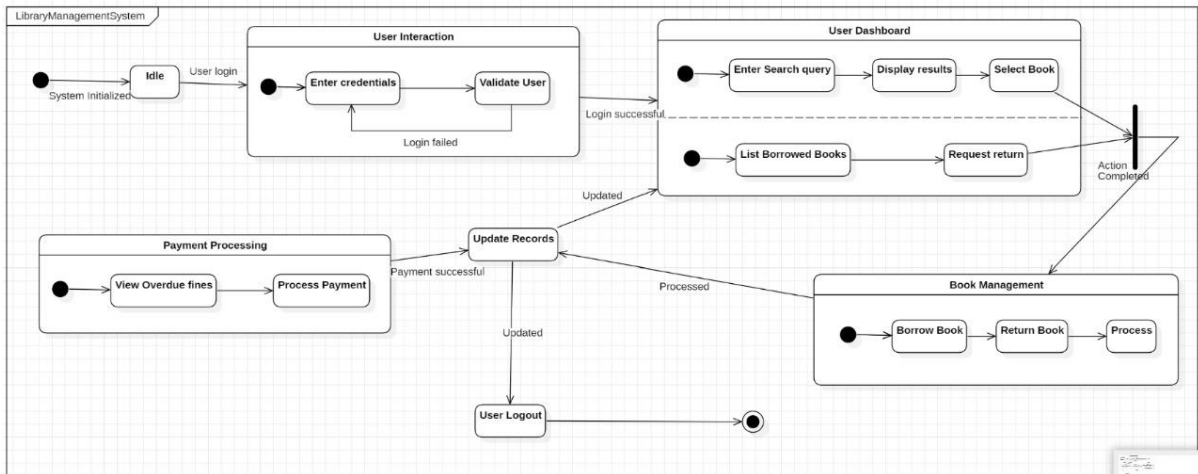 LibraryManagementSystem
User Interaction
User Dashboard
Idle
User login
System Initialized
Enter credentials
Validate User
Login failed
Login successful
Enter Search query
Display results
Select Book
List Borrowed Books
Request return
Action
Completed
Updated
Payment Processing
Update Records
View Overdue fines
Process Payment
Payment successful
Processed
Book Management
Borrow Book
Return Book
Process
Updated
User Logout